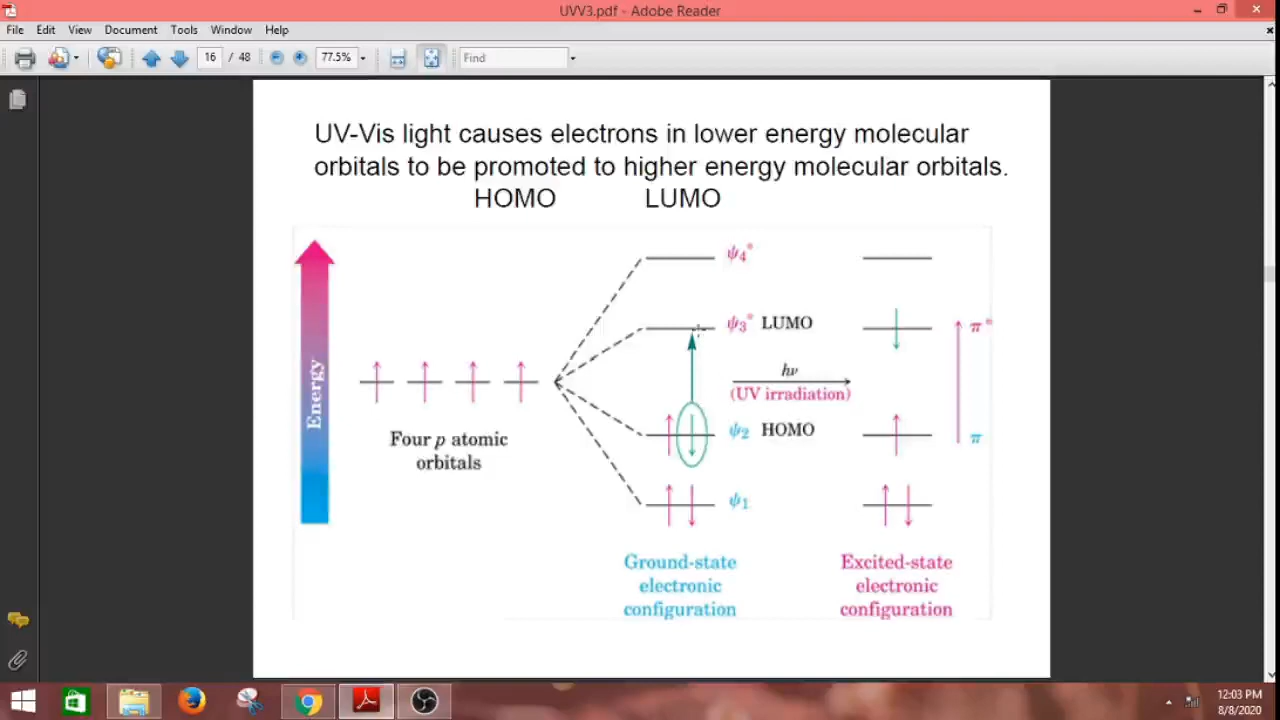 UVV3.pdf - Adobe Reader
File Edit View Document Tools Window Help
16 / 48 77.5% Find
UV-Vis light causes electrons in lower energy molecular
orbitals to be promoted to higher energy molecular orbitals.
HOMO LUMO
ψ4*
ψ3* LUMO
π*
hν
(UV irradiation)
Energy
ψ2 HOMO
π
Four p atomic
orbitals
ψ1
Ground-state
electronic
configuration
Excited-state
electronic
configuration
12:03 PM
8/8/2020